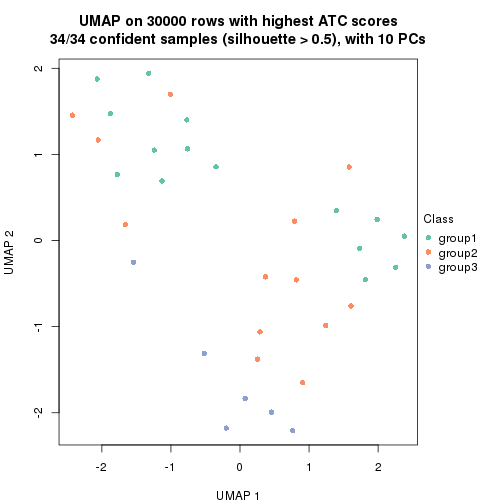 UMAP on 30000 rows with highest ATC scores
34/34 confident samples (silhouette > 0.5), with 10 PCs
2
1
0
-1
-2
UMAP 2
-2
-1
0
1
2
UMAP 1
Class
group1
group2
group3